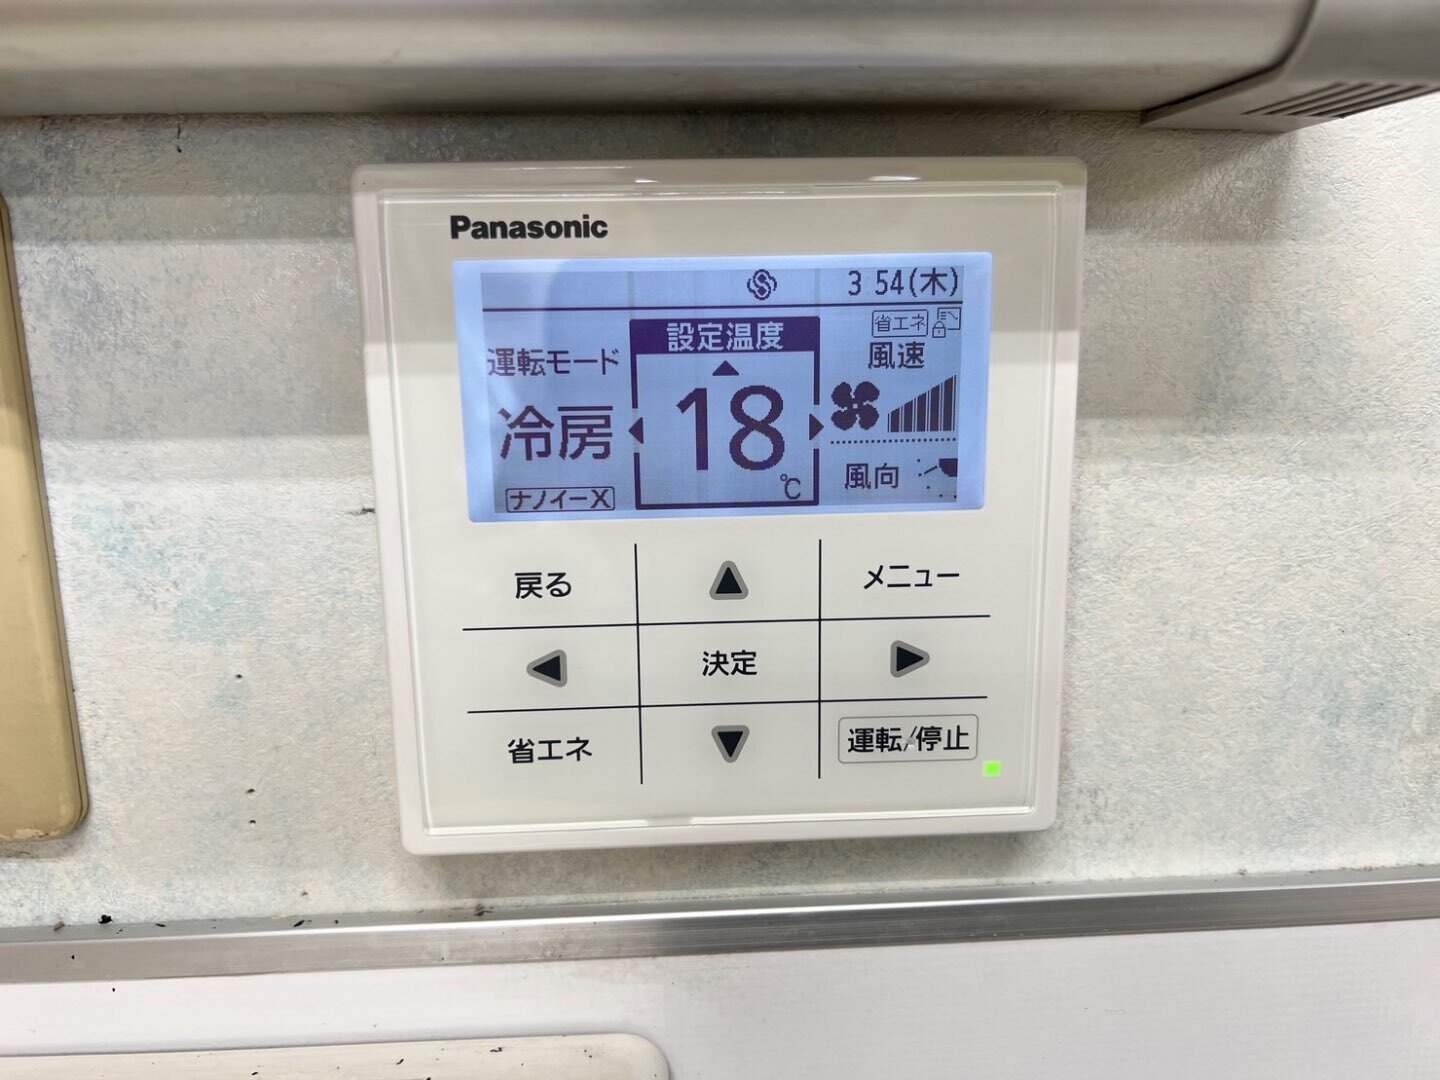 Panasonic
3 54(木)
省エネ
設定温度
運転モード
風速
冷房
18
℃
風向
ナノイーX
戻る
メニュー
決定
省エネ
運転/停止